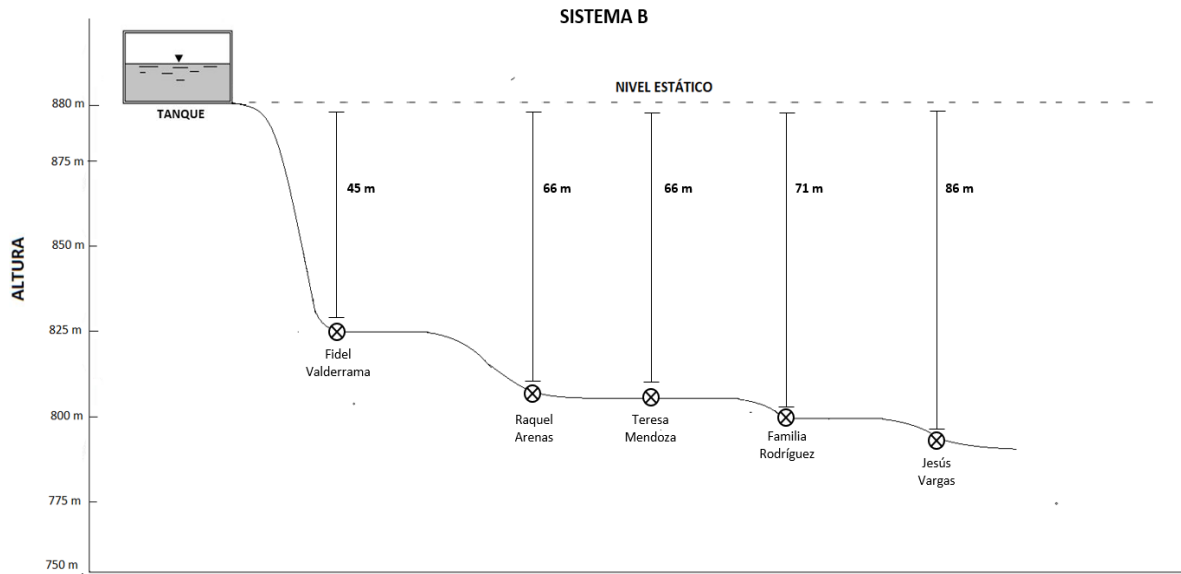 SISTEMA B
NIVEL ESTÁTICO
TANQUE
ALTURA
880 m
875 m
850 m
825 m
800 m
775 m
750 m
45 m
66 m
66 m
71 m
86 m
Fidel
Valderrama
Raquel
Arenas
Teresa
Mendoza
Familia
Rodríguez
Jesús
Vargas